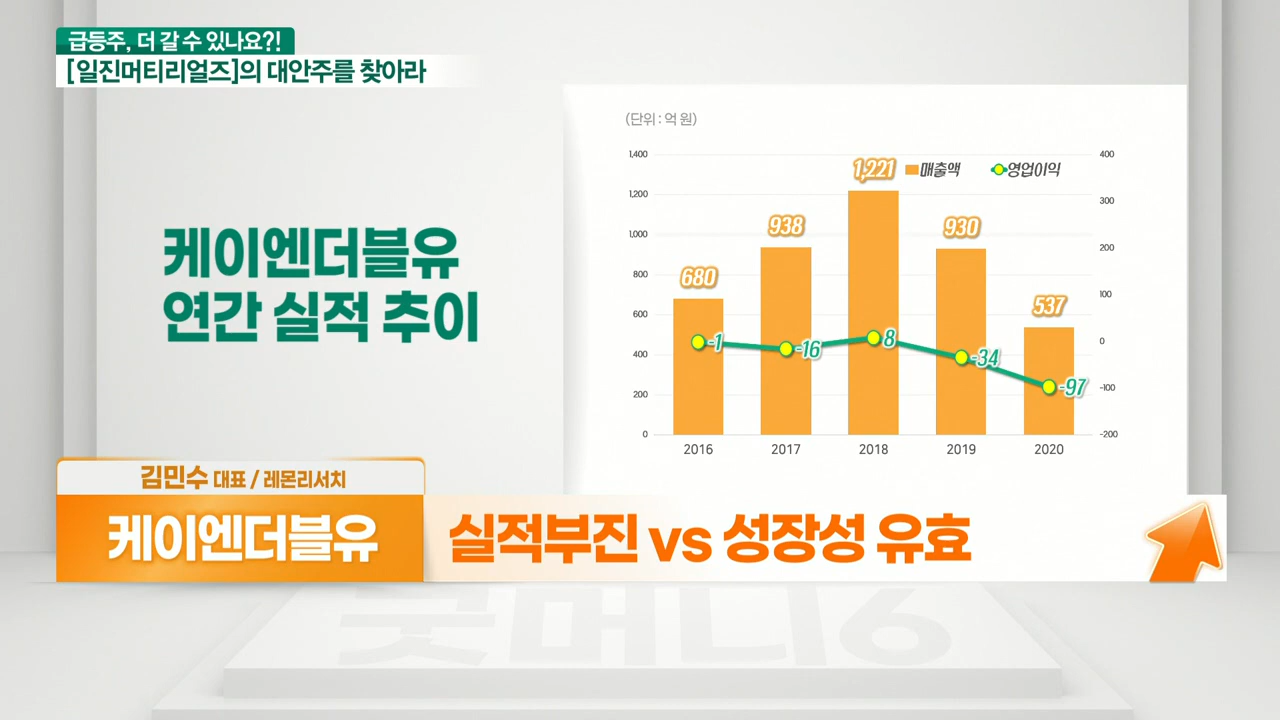 급등주, 더 갈 수 있나요?!
[일진머티리얼즈]의 대안주를 찾아라
케이엔더블유
연간 실적 추이
(단위 : 억 원)
매출액 영업이익
1,400 400
1,200 300
1,000 200
800 100
600 0
400 -100
200 -200
0
680 938 1,221 930 537
-1 -16 8 -34 -97
2016 2017 2018 2019 2020
김민수 대표 / 레몬리서치
케이엔더블유
실적부진 vs 성장성 유효
굿머니6